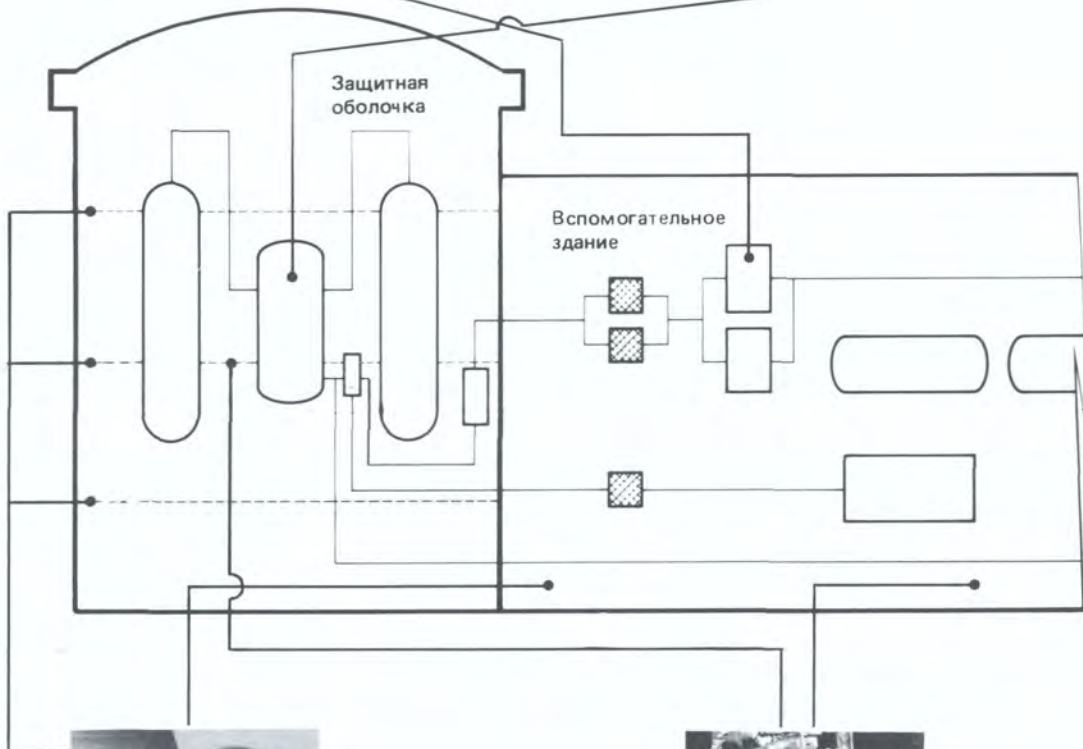 Защитная
оболочка
Вспомогательное
здание